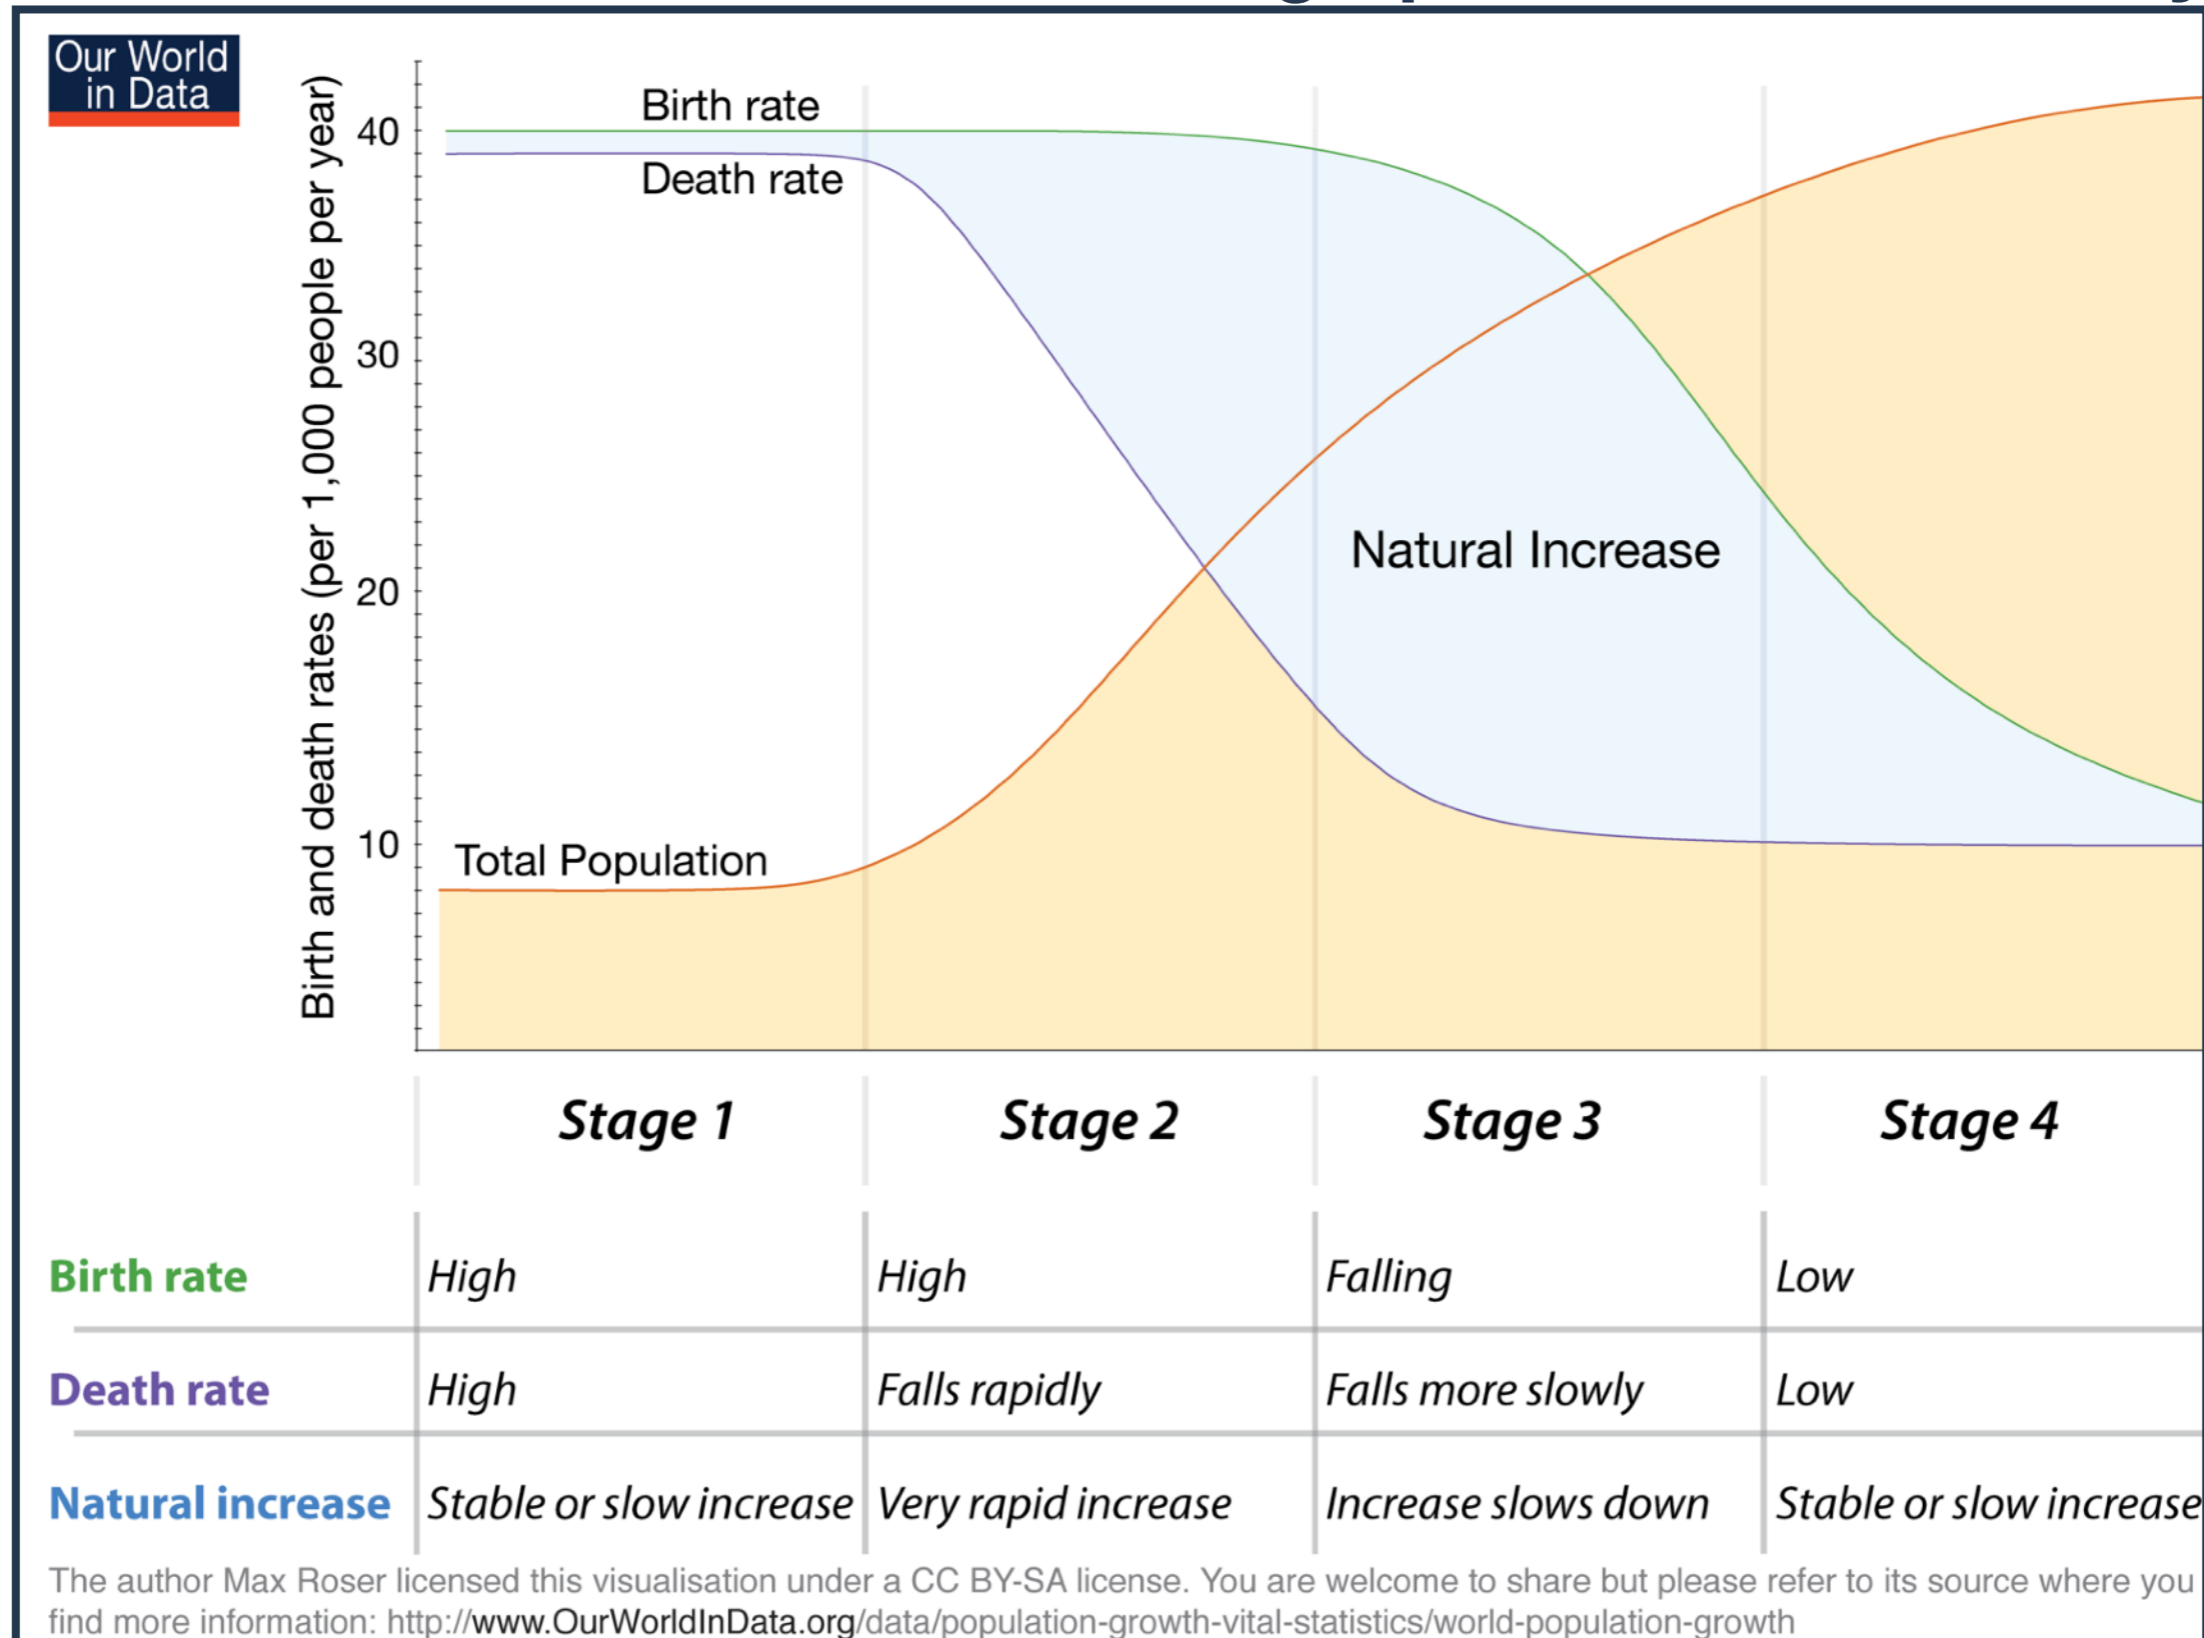 Our World
in Data
Birth and death rates (per 1,000 people per year)
40
30
20
10
Birth rate
Death rate
Natural Increase
Total Population
Stage 1 Stage 2 Stage 3 Stage 4
Birth rate High High Falling Low
Death rate High Falls rapidly Falls more slowly Low
Natural increase Stable or slow increase Very rapid increase Increase slows down Stable or slow increase
The author Max Roser licensed this visualisation under a CC BY-SA license. You are welcome to share but please refer to its source where you
find more information: http://www.OurWorldInData.org/data/population-growth-vital-statistics/world-population-growth